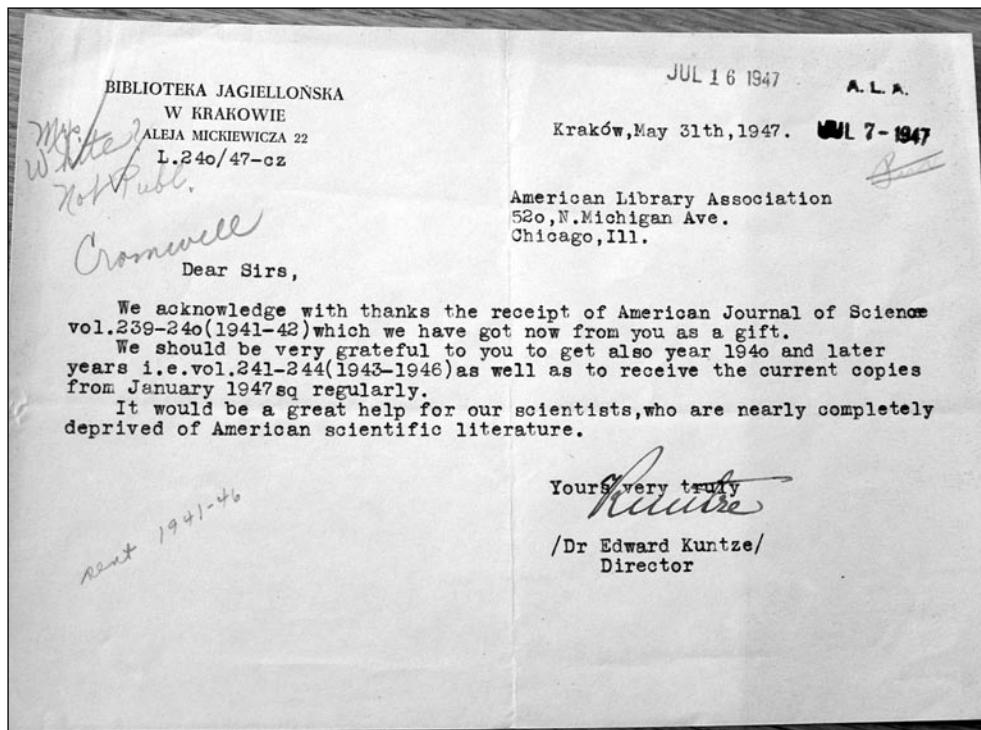 JUL 16 1947
A. L. A.
BIBLIOTEKA JAGIELLOŃSKA
W KRAKOWIE
ALEJA MICKIEWICZA 22
L.24o/47-cz
Kraków,May 31th,1947.
JUL 7-1947
Mrs.
White?
Not Publ.
Cromwell
American Library Association
52o,N.Michigan Ave.
Chicago,Ill.
Dear Sirs,
We acknowledge with thanks the receipt of American Journal of Science
vol.239-24o(1941-42)which we have got now from you as a gift.
We should be very grateful to you to get also year 194o and later
years i.e.vol.241-244(1943-1946)as well as to receive the current copies
from January 1947sq regularly.
It would be a great help for our scientists,who are nearly completely
deprived of American scientific literature.
Yours very truly
Kuntze
/Dr Edward Kuntze/
Director
sent 1941-46